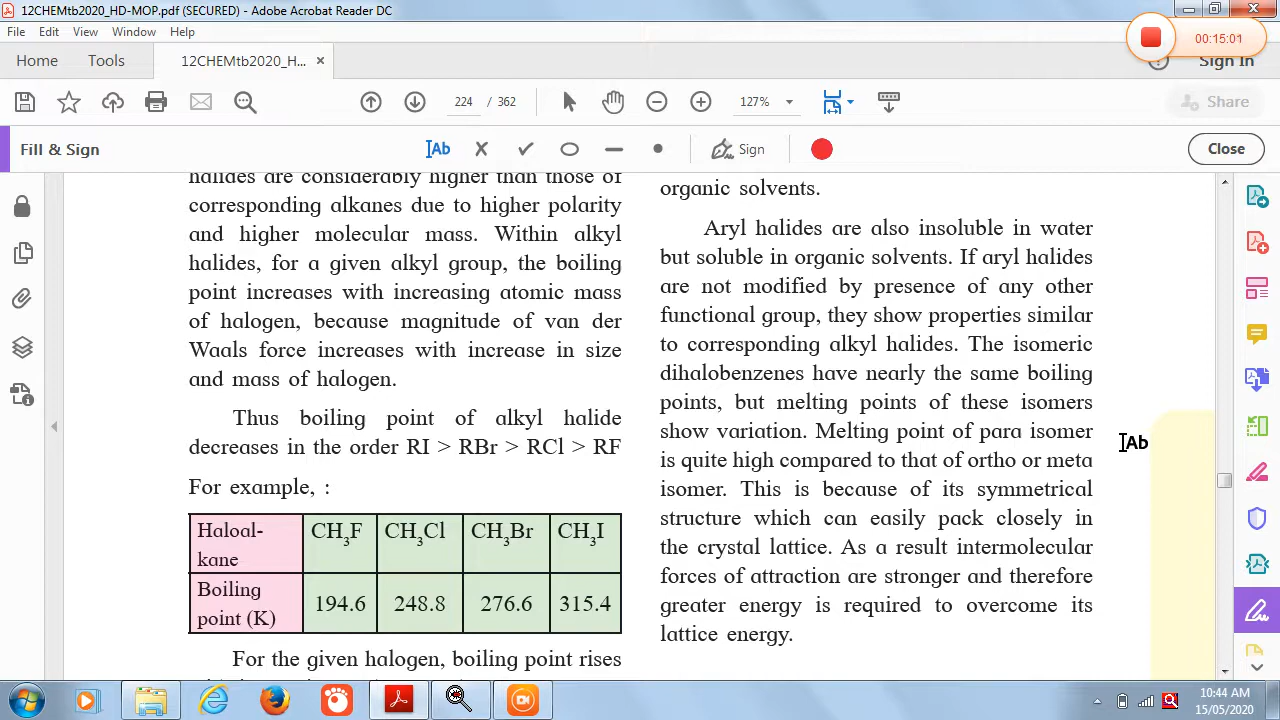 12CHEMtb2020_HD-MOP.pdf (SECURED) - Adobe Acrobat Reader DC
00:15:01
File Edit View Window Help
Home Tools 12CHEMtb2020_H... × Sign In
224 / 362 127% Share
Fill & Sign Ab Sign Close
halides are considerably higher than those of
corresponding alkanes due to higher polarity
and higher molecular mass. Within alkyl
halides, for a given alkyl group, the boiling
point increases with increasing atomic mass
of halogen, because magnitude of van der
Waals force increases with increase in size
and mass of halogen.
Thus boiling point of alkyl halide
decreases in the order RI > RBr > RCl > RF
For example, :
Haloal-
kane CH₃F CH₃Cl CH₃Br CH₃I
Boiling
point (K) 194.6 248.8 276.6 315.4
For the given halogen, boiling point rises
organic solvents.
Aryl halides are also insoluble in water
but soluble in organic solvents. If aryl halides
are not modified by presence of any other
functional group, they show properties similar
to corresponding alkyl halides. The isomeric
dihalobenzenes have nearly the same boiling
points, but melting points of these isomers
show variation. Melting point of para isomer
is quite high compared to that of ortho or meta
isomer. This is because of its symmetrical
structure which can easily pack closely in
the crystal lattice. As a result intermolecular
forces of attraction are stronger and therefore
greater energy is required to overcome its
lattice energy.
Ab
10:44 AM
15/05/2020